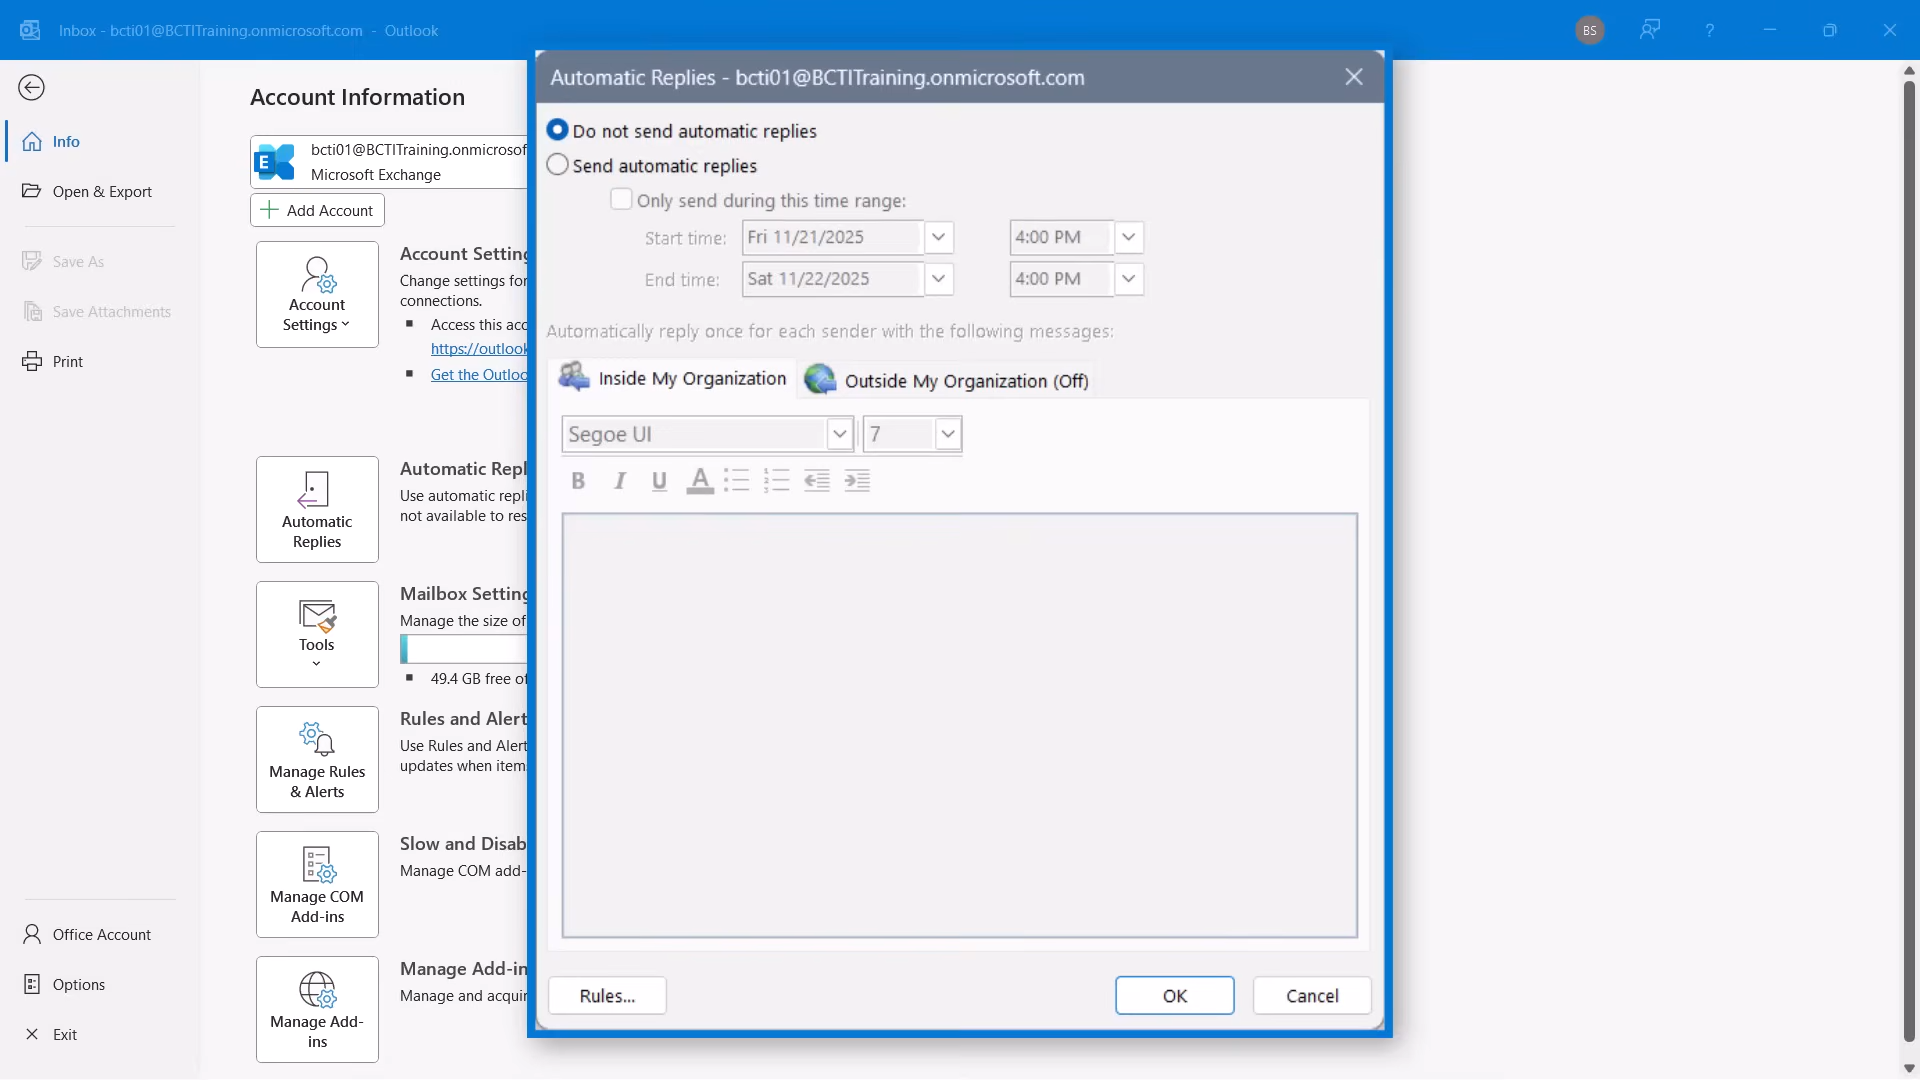 Inbox - bcti01@BCTITraining.onmicrosoft.com - Outlook
BS
?
Info
Open & Export
Save As
Save Attachments
Print
Office Account
Options
Exit
Account Information
bcti01@BCTITraining.onmicrosof
Microsoft Exchange
Add Account
Account Settings
Account Setting
Change settings for
connections.
Access this acc
https://outlook
Get the Outloo
Automatic Replies
Automatic Repl
Use automatic repli
not available to res
Tools
Mailbox Setting
Manage the size of
49.4 GB free of
Manage Rules & Alerts
Rules and Alert
Use Rules and Alert
updates when item
Manage COM Add-ins
Slow and Disab
Manage COM add-
Manage Add-ins
Manage Add-in
Manage and acquir
Automatic Replies - bcti01@BCTITraining.onmicrosoft.com
Do not send automatic replies
Send automatic replies
Only send during this time range:
Start time: Fri 11/21/2025 4:00 PM
End time: Sat 11/22/2025 4:00 PM
Automatically reply once for each sender with the following messages:
Inside My Organization Outside My Organization (Off)
Segoe UI 7
B I U A
Rules... OK Cancel